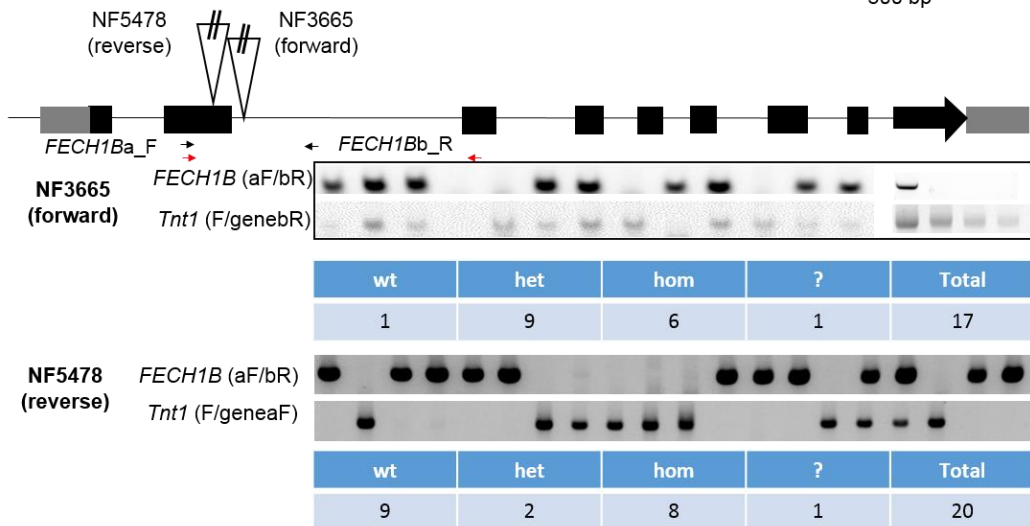 NF5478
(reverse)
NF3665
(forward)
FECH1Ba_F
FECH1Bb_R
NF3665
(forward)
FECH1B (aF/bR)
Tnt1 (F/genebR)
wt het hom ? Total
1 9 6 1 17
NF5478
(reverse)
FECH1B (aF/bR)
Tnt1 (F/geneaF)
wt het hom ? Total
9 2 8 1 20